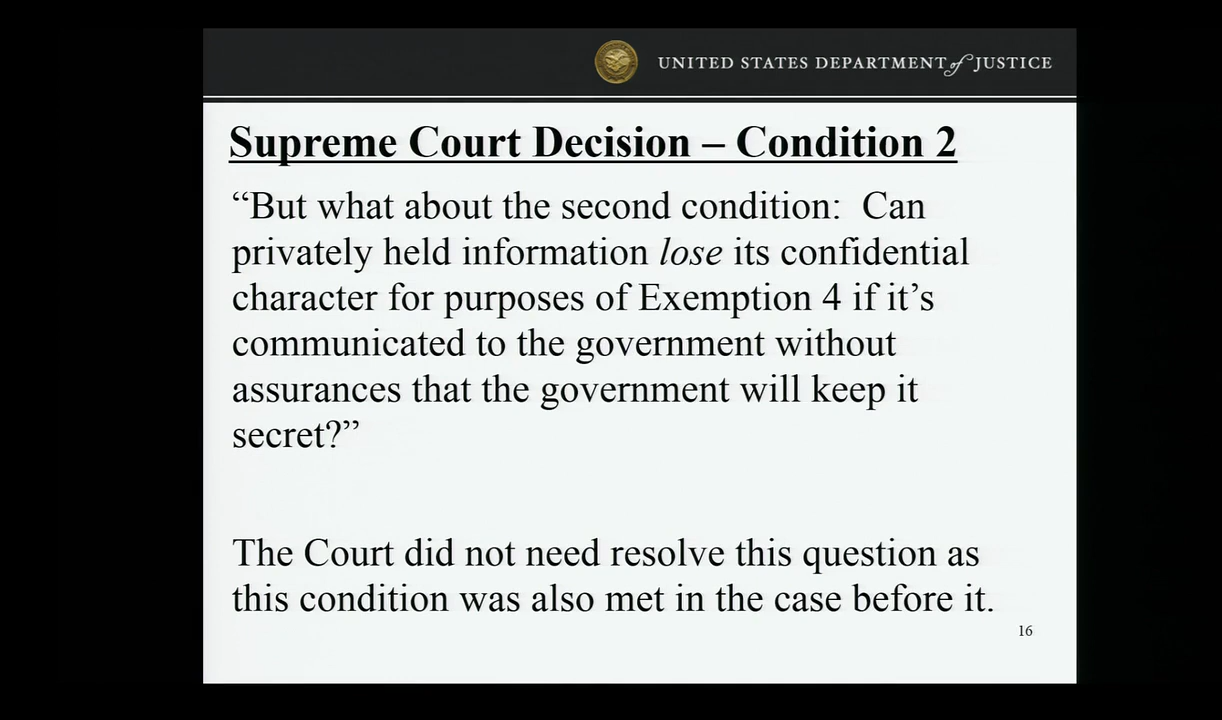 UNITED STATES DEPARTMENT of JUSTICE
Supreme Court Decision – Condition 2
“But what about the second condition:  Can
privately held information lose its confidential
character for purposes of Exemption 4 if it’s
communicated to the government without
assurances that the government will keep it
secret?”
The Court did not need resolve this question as
this condition was also met in the case before it.
16